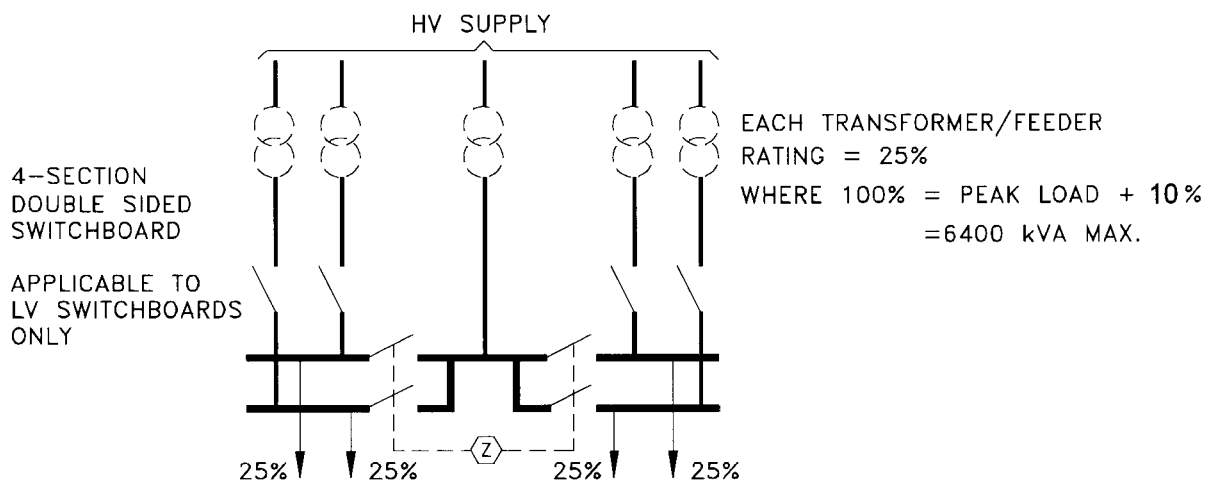 HV SUPPLY
EACH TRANSFORMER/FEEDER
RATING = 25%
WHERE 100% = PEAK LOAD + 10%
=6400 kVA MAX.
4-SECTION
DOUBLE SIDED
SWITCHBOARD
APPLICABLE TO
LV SWITCHBOARDS
ONLY
Z
25% 25% 25% 25%